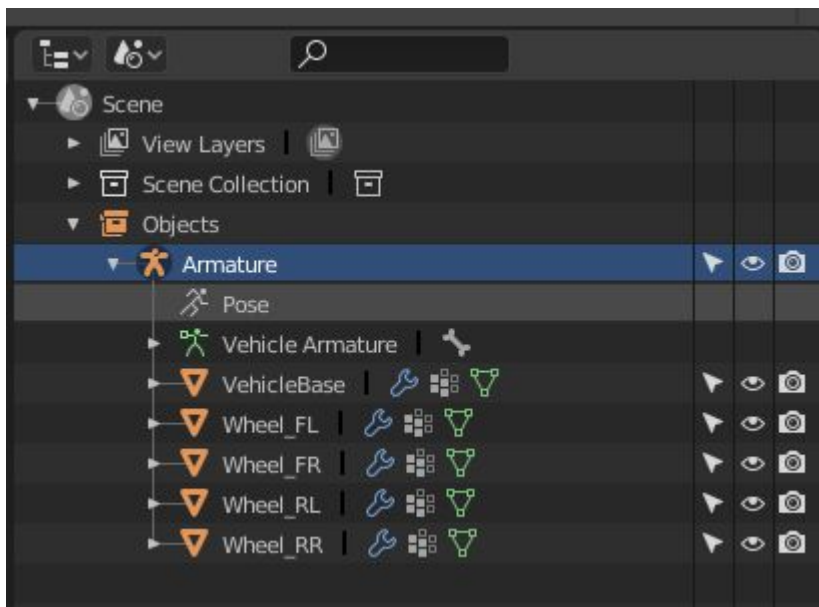 Scene
View Layers
Scene Collection
Objects
Armature
Pose
Vehicle Armature
VehicleBase
Wheel_FL
Wheel_FR
Wheel_RL
Wheel_RR